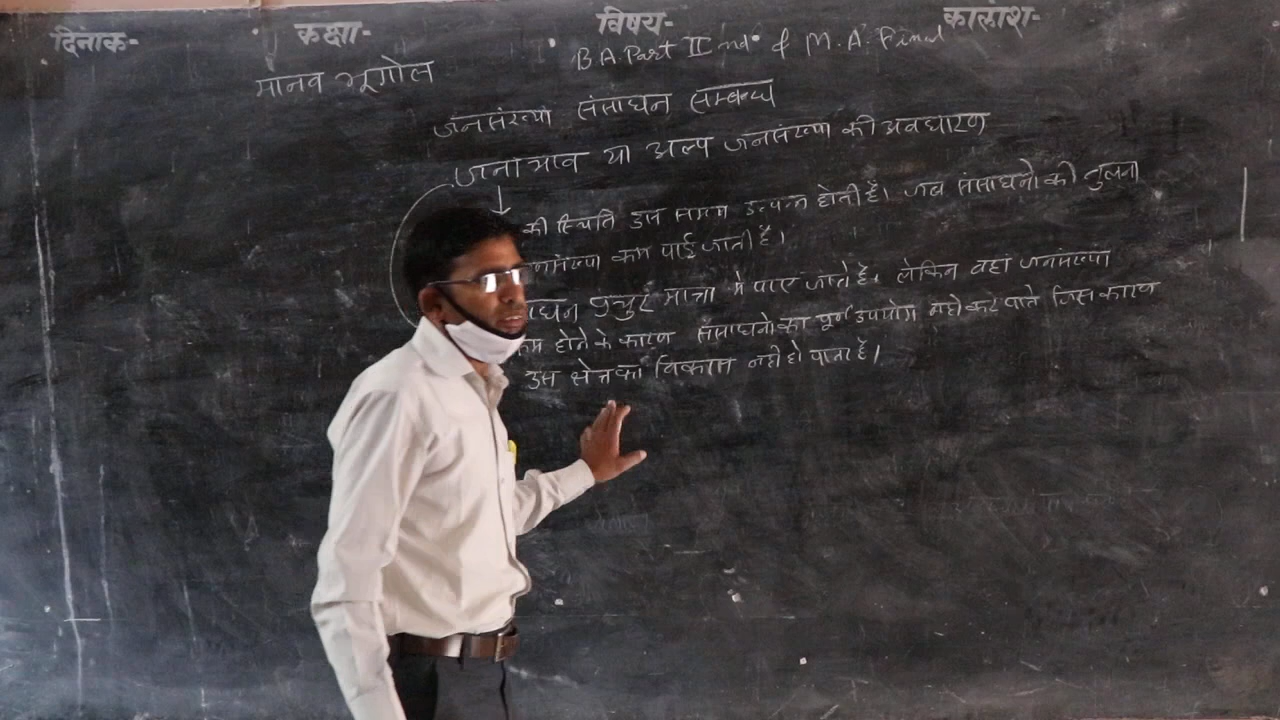 दिनाक- कक्षा- विषय- कालांश-
B.A. Part II nd & M.A. Final
मानव भूगोल
जनसंख्या संसाधन सम्बन्ध
जनाभाव या अल्प जनसंख्या की अवधारण
की स्थिति उस समय उत्पन्न होती है। जब संसाधनो की तुलना
जनसंख्या कम पाई जाती है।
प्रचुर मात्रा मे पाए जाते है, लेकिन वहां जनसंख्या
कम होने के कारण संसाधनो का पूर्ण उपयोग नही कर पाते जिस कारण
उस क्षेत्र का विकास नही हो पाता है।